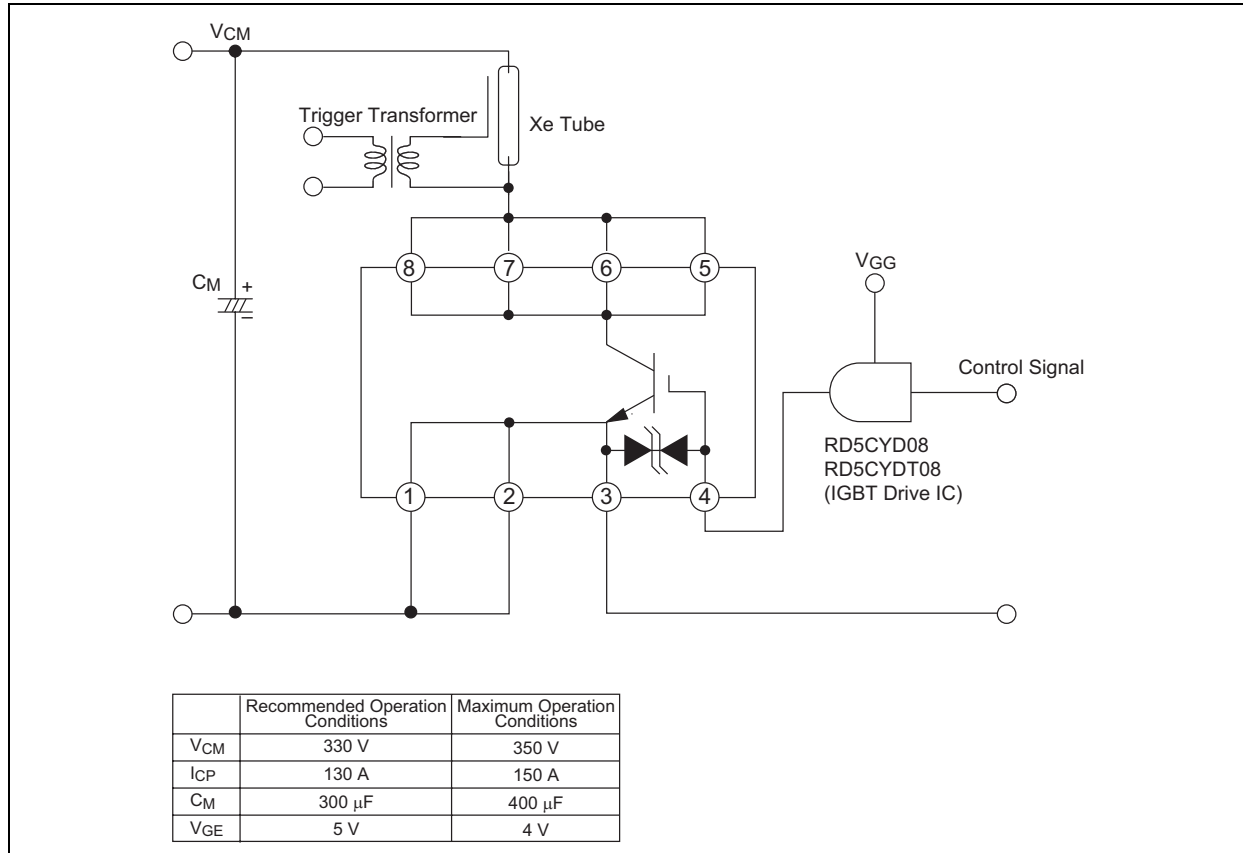 VCM
Trigger Transformer
Xe Tube
8
7
6
5
VGG
CM
+
–
Control Signal
RD5CYD08
RD5CYDT08
(IGBT Drive IC)
1
2
3
4
Recommended Operation Conditions
Maximum Operation Conditions
VCM 330 V 350 V
ICP 130 A 150 A
CM 300 μF 400 μF
VGE 5 V 4 V